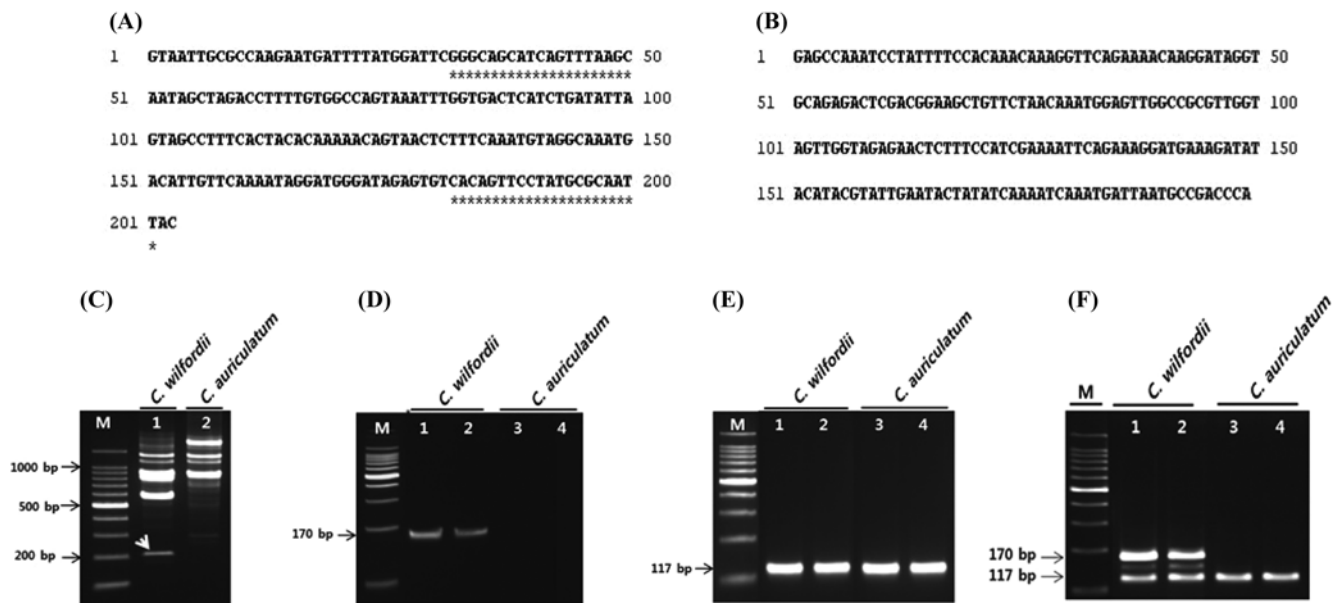 (A)
1 GTAATTGCGCCAAGAATGATTTTATGGATTCGGGCAGCATCAGTTTAAGC 50
********************
51 AATAGCTAGACCTTTTGTGGCCAGTAAATTTGGTGACTCATCTGATATTA 100
101 GTAGCCTTTCACTACACAAAAACAGTAACTCTTTCAAATGTAGGCAAATG 150
151 ACATTGTTCAAAATAGGATGGGATAGAGTGTCACAGTTCCTATGCGCAAT 200
********************
201 TAC
*
(B)
1 GAGCCAAATCCTATTTTCCACAAACAAAGGTTCAGAAAACAAGGATAGGT 50
51 GCAGAGACTCGACGGAAGCTGTTCTAACAAATGGAGTTGGCCGCGTTGGT 100
101 AGTTGGTAGAGAACTCTTTCCATCGAAAATTCAGAAAGGATGAAAGATAT 150
151 ACATACGTATTGAATACTATATCAAAATCAAATGATTAATGCCGACCCA
(C)
C. wilfordii
C. auriculatum
M 1 2
1000 bp
500 bp
200 bp
(D)
C. wilfordii
C. auriculatum
M 1 2 3 4
170 bp
(E)
C. wilfordii
C. auriculatum
M 1 2 3 4
117 bp
(F)
C. wilfordii
C. auriculatum
M
1 2 3 4
170 bp
117 bp